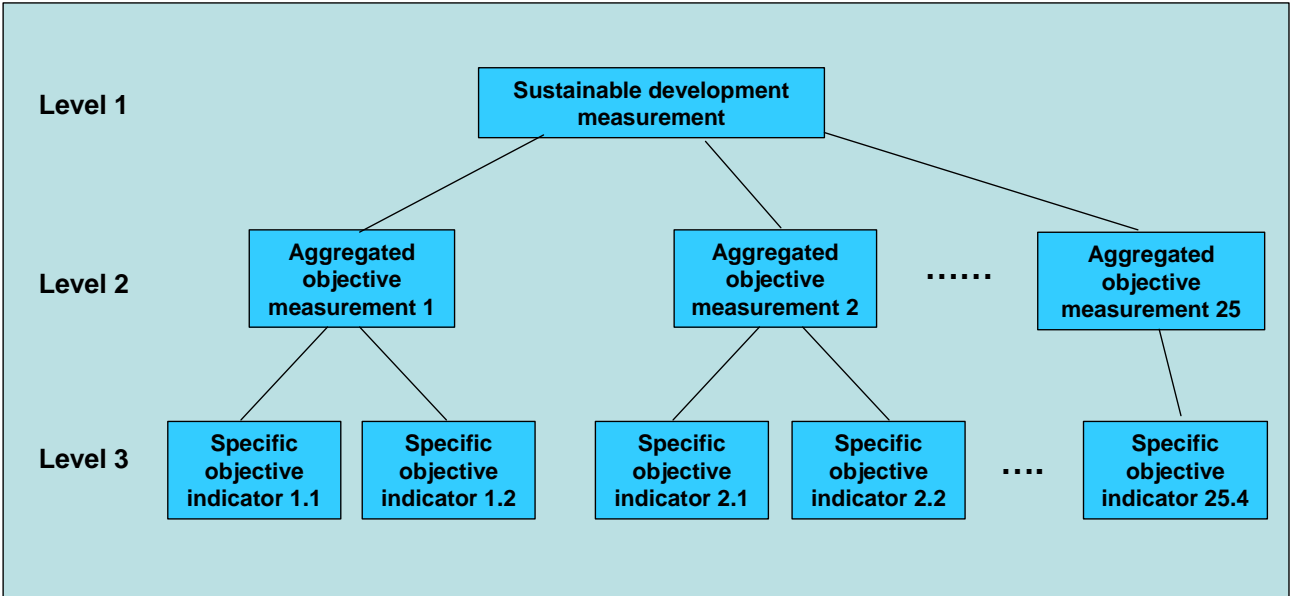 Level 1
Sustainable development
measurement
Level 2
Aggregated
objective
measurement 1
Aggregated
objective
measurement 2
......
Aggregated
objective
measurement 25
Level 3
Specific
objective
indicator 1.1
Specific
objective
indicator 1.2
Specific
objective
indicator 2.1
Specific
objective
indicator 2.2
....
Specific
objective
indicator 25.4